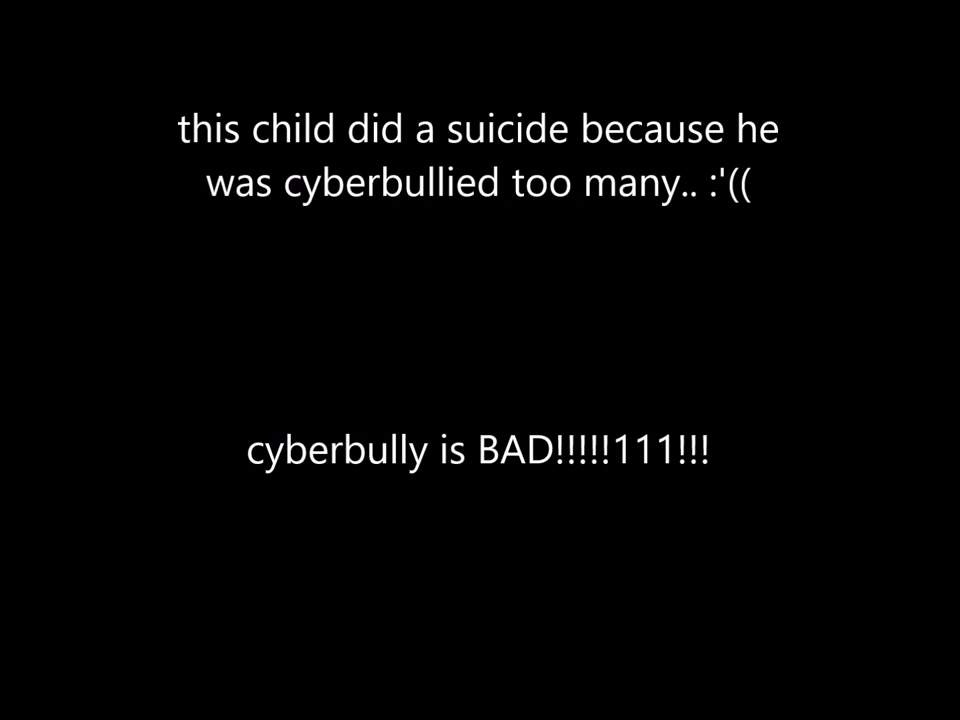 this child did a suicide because he
was cyberbullied too many.. :'((
cyberbully is BAD!!!!!111!!!